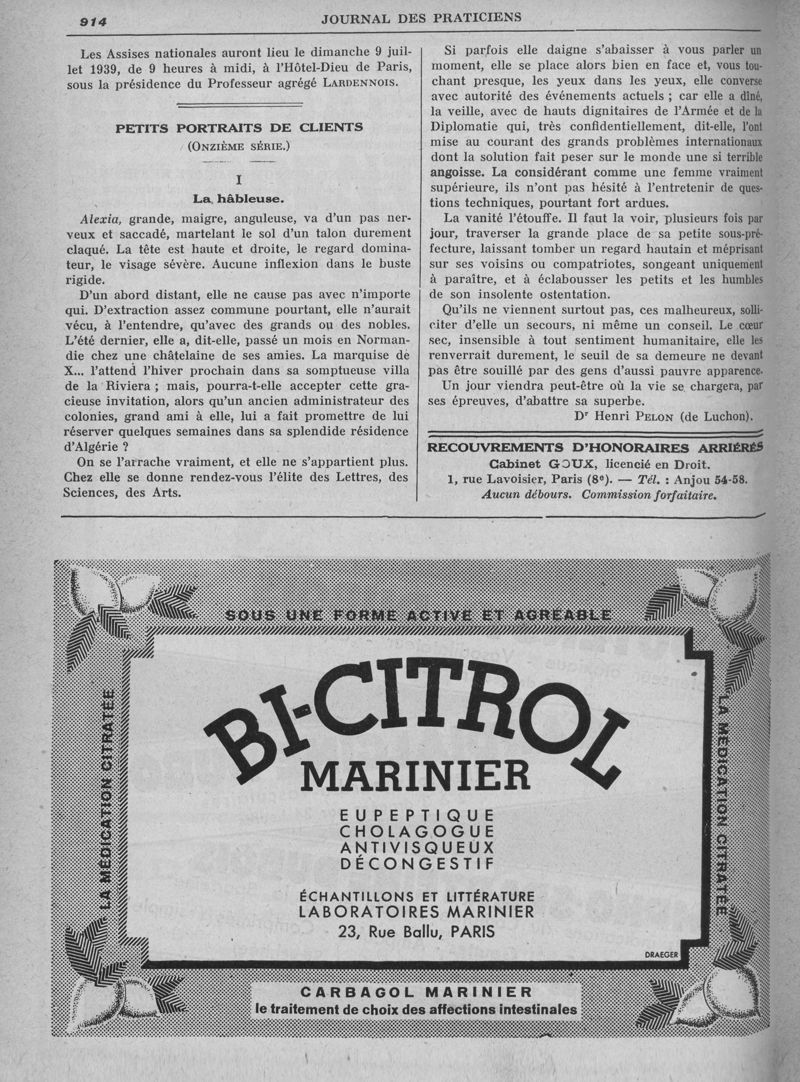 914
JOURNAL DES PRATICIENS
Les Assises nationales auront lieu le dimanche 9 juil-
let 1939, de 9 heures à midi, à l'Hôtel-Dieu de Paris,
sous la présidence du Professeur agrégé LARDENNOIS.
PETITS PORTRAITS DE CLIENTS
(ONZIÈME SÉRIE.)
I
La hâbleuse.
Alexia, grande, maigre, anguleuse, va d'un pas ner-
veux et saccadé, martelant le sol d'un talon durement
claqué. La tête est haute et droite, le regard domina-
teur, le visage sévère. Aucune inflexion dans le buste
rigide.
D'un abord distant, elle ne cause pas avec n'importe
qui. D'extraction assez commune pourtant, elle n'aurait
vécu, à l'entendre, qu'avec des grands ou des nobles.
L'été dernier, elle a, dit-elle, passé un mois en Norman-
die chez une châtelaine de ses amies. La marquise de
X... l'attend l'hiver prochain dans sa somptueuse villa
de la Riviera ; mais, pourra-t-elle accepter cette gra-
cieuse invitation, alors qu'un ancien administrateur des
colonies, grand ami à elle, lui a fait promettre de lui
réserver quelques semaines dans sa splendide résidence
d'Algérie ?
On se l'arrache vraiment, et elle ne s'appartient plus.
Chez elle se donne rendez-vous l'élite des Lettres, des
Sciences, des Arts.
Si parfois elle daigne s'abaisser à vous parler un
moment, elle se place alors bien en face et, vous tou-
chant presque, les yeux dans les yeux, elle converse
avec autorité des événements actuels ; car elle a dîné,
la veille, avec de hauts dignitaires de l'Armée et de la
Diplomatie qui, très confidentiellement, dit-elle, l'ont
mise au courant des grands problèmes internationaux
dont la solution fait peser sur le monde une si terrible
angoisse. La considérant comme une femme vraiment
supérieure, ils n'ont pas hésité à l'entretenir de ques-
tions techniques, pourtant fort ardues.
La vanité l'étouffe. Il faut la voir, plusieurs fois par
jour, traverser la grande place de sa petite sous-pré-
fecture, laissant tomber un regard hautain et méprisant
sur ses voisins ou compatriotes, songeant uniquement
à paraître, et à éclabousser les petits et les humbles
de son insolente ostentation.
Qu'ils ne viennent surtout pas, ces malheureux, solli-
citer d'elle un secours, ni même un conseil. Le cœur
sec, insensible à tout sentiment humanitaire, elle les
renverrait durement, le seuil de sa demeure ne devant
pas être souillé par des gens d'aussi pauvre apparence.
Un jour viendra peut-être où la vie se chargera, par
ses épreuves, d'abattre sa superbe.
Dr Henri PELON (de Luchon).
RECOUVREMENTS D'HONORAIRES ARRIÉRÉS
Cabinet GOUX, licencié en Droit.
1, rue Lavoisier, Paris (8e). — Tél. : Anjou 54-58.
Aucun débours. Commission forfaitaire.
SOUS UNE FORME ACTIVE ET AGRÉABLE
LA MÉDICATION CITRATÉE
BI-CITROL
MARINIER
EUPEPTIQUE
CHOLAGOGUE
ANTIVISQUEUX
DÉCONGESTIF
ÉCHANTILLONS ET LITTÉRATURE
LABORATOIRES MARINIER
23, Rue Ballu, PARIS
DRAEGER
LA MÉDICATION CITRATÉE
CARBAGOL MARINIER
le traitement de choix des affections intestinales